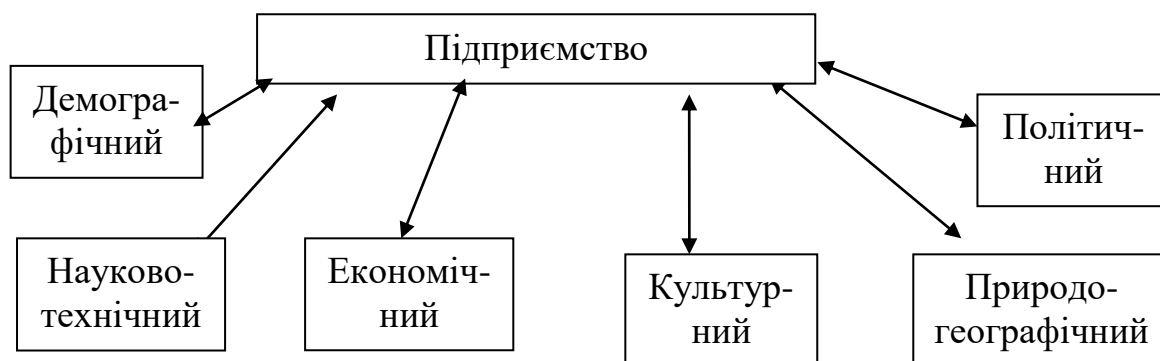 Підприємство
Демогра-
фічний
Політич-
ний
Науково-
технічний
Економіч-
ний
Культур-
ний
Природо-
географічний